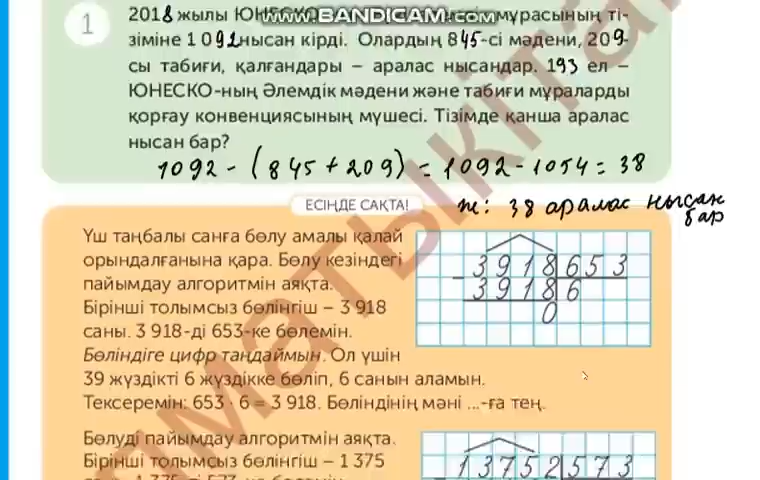 1
2018 жылы ЮНЕСКО мұрасының ті-
WWW.BANDICAM.COM
зіміне 1 092 нысан кірді. Олардың 845-сі мәдени, 209-
сы табиғи, қалғандары – аралас нысандар. 193 ел –
ЮНЕСКО-ның Әлемдік мәдени және табиғи мұраларды
қорғау конвенциясының мүшесі. Тізімде қанша аралас
нысан бар?
1092 - (845 + 209) = 1092 - 1054 = 38
ж: 38 аралас нысан
бар
ЕСІҢДЕ САҚТА!
Үш таңбалы санға бөлу амалы қалай
орындалғанына қара. Бөлу кезіндегі
пайымдау алгоритмін аяқта.
Бірінші толымсыз бөлінгіш – 3 918
саны. 3 918-ді 653-ке бөлемін.
Бөліндіге цифр таңдаймын. Ол үшін
39 жүздікті 6 жүздікке бөліп, 6 санын аламын.
Тексеремін: 653 · 6 = 3 918. Бөліндінің мәні ...-ға тең.
3918 653
- 3918 6
0
Бөлуді пайымдау алгоритмін аяқта.
Бірінші толымсыз бөлінгіш – 1 375
13752 573